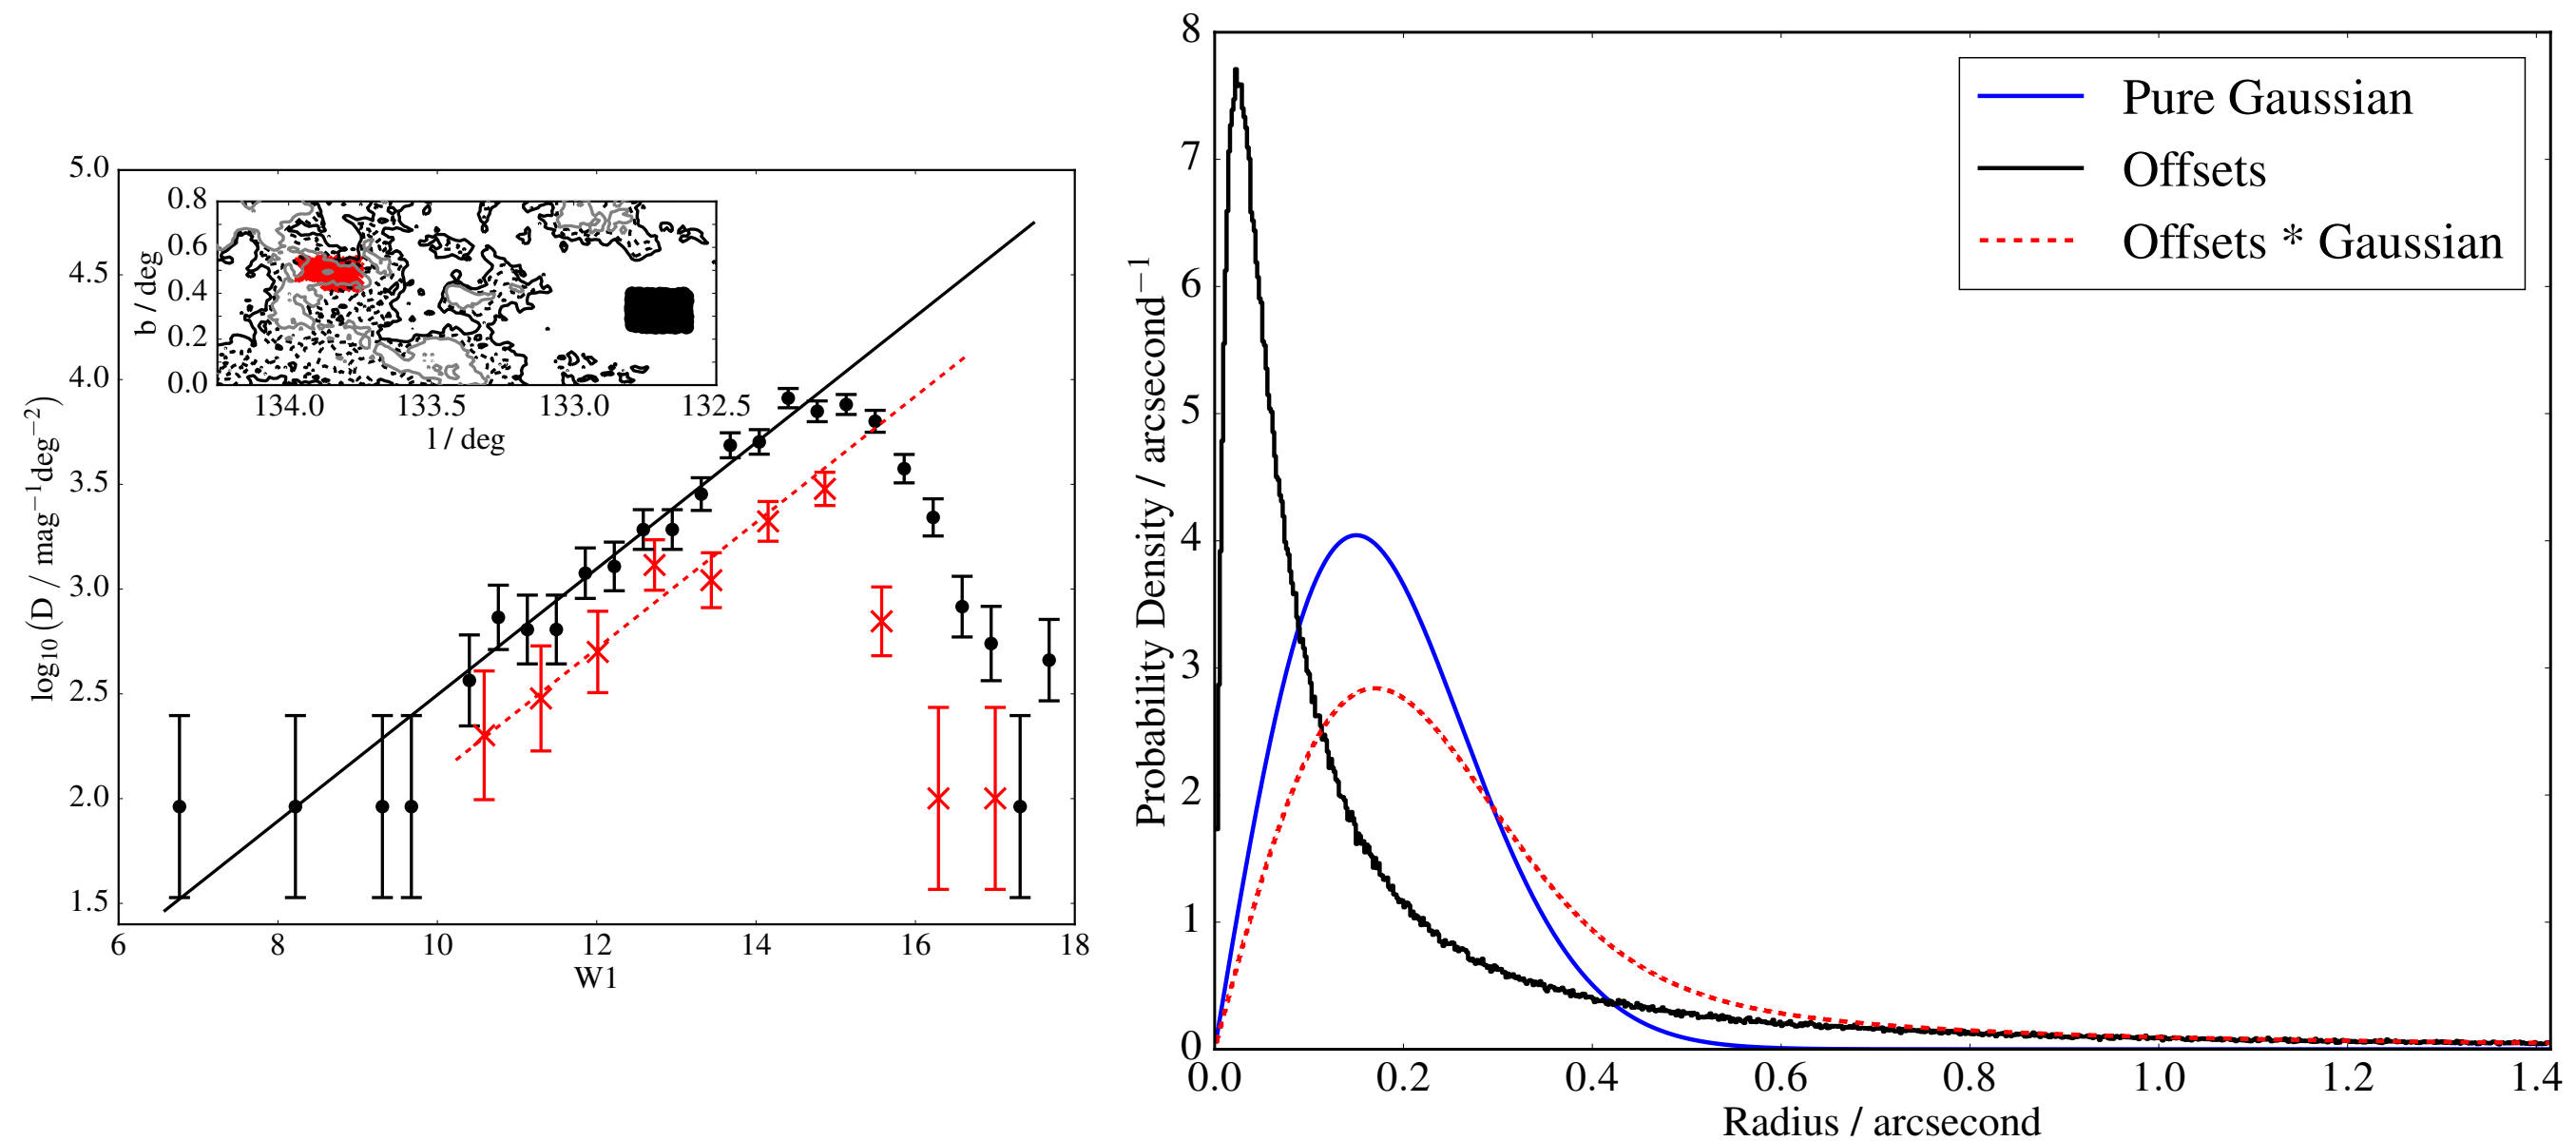 5.0
4.5
4.0
3.5
3.0
2.5
2.0
1.5
log₁₀(D / mag⁻¹deg⁻²)
6 8 10 12 14 16 18
W1
0.8
0.6
0.4
0.2
0.0
b / deg
134.0 133.5 133.0 132.5
l / deg
8
7
6
5
4
3
2
1
0
Probability Density / arcsecond⁻¹
Pure Gaussian
Offsets
Offsets * Gaussian
0.0 0.2 0.4 0.6 0.8 1.0 1.2 1.4
Radius / arcsecond